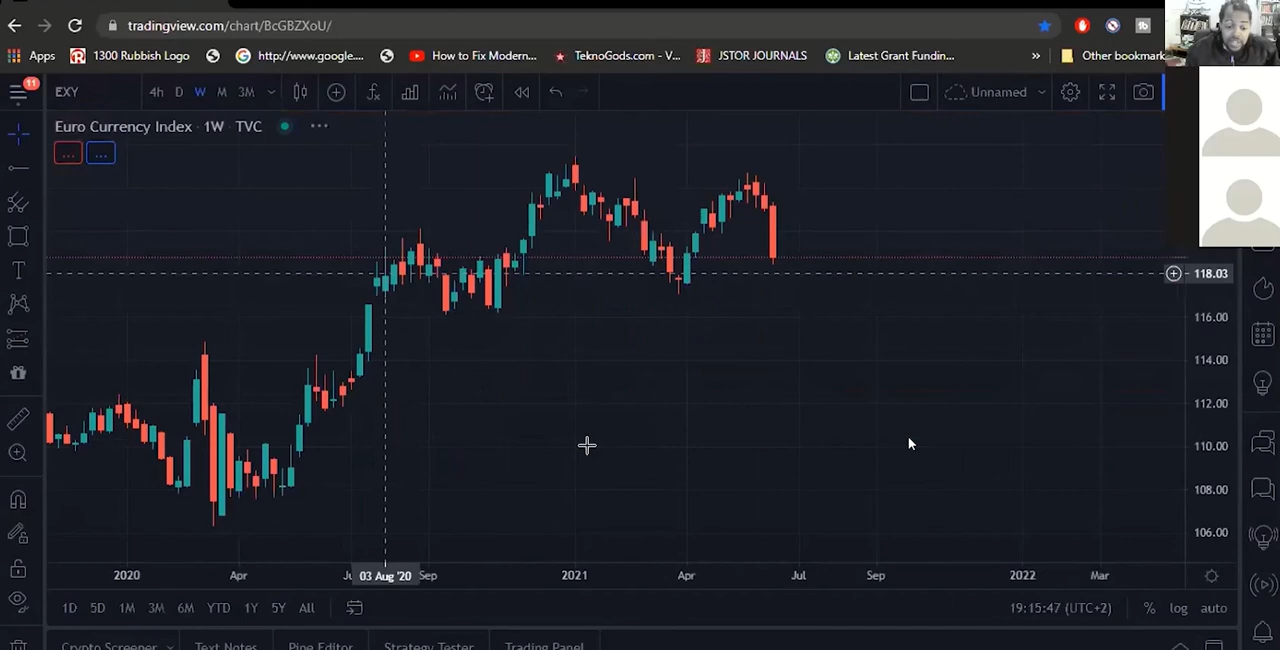 tradingview.com/chart/BcGBZXoU/
Apps 1300 Rubbish Logo http://www.google.... How to Fix Modern... TeknoGods.com - V... JSTOR JOURNALS Latest Grant Fundin... » Other bookmark
11
EXY 4h D W M 3M Unnamed
Euro Currency Index · 1W · TVC
118.03
116.00
114.00
112.00
110.00
108.00
106.00
2020 Apr Ju 03 Aug '20 Sep 2021 Apr Jul Sep 2022 Mar
1D 5D 1M 3M 6M YTD 1Y 5Y All 19:15:47 (UTC+2) % log auto
Crypto Screener Text Notes Pine Editor Strategy Tester Trading Panel